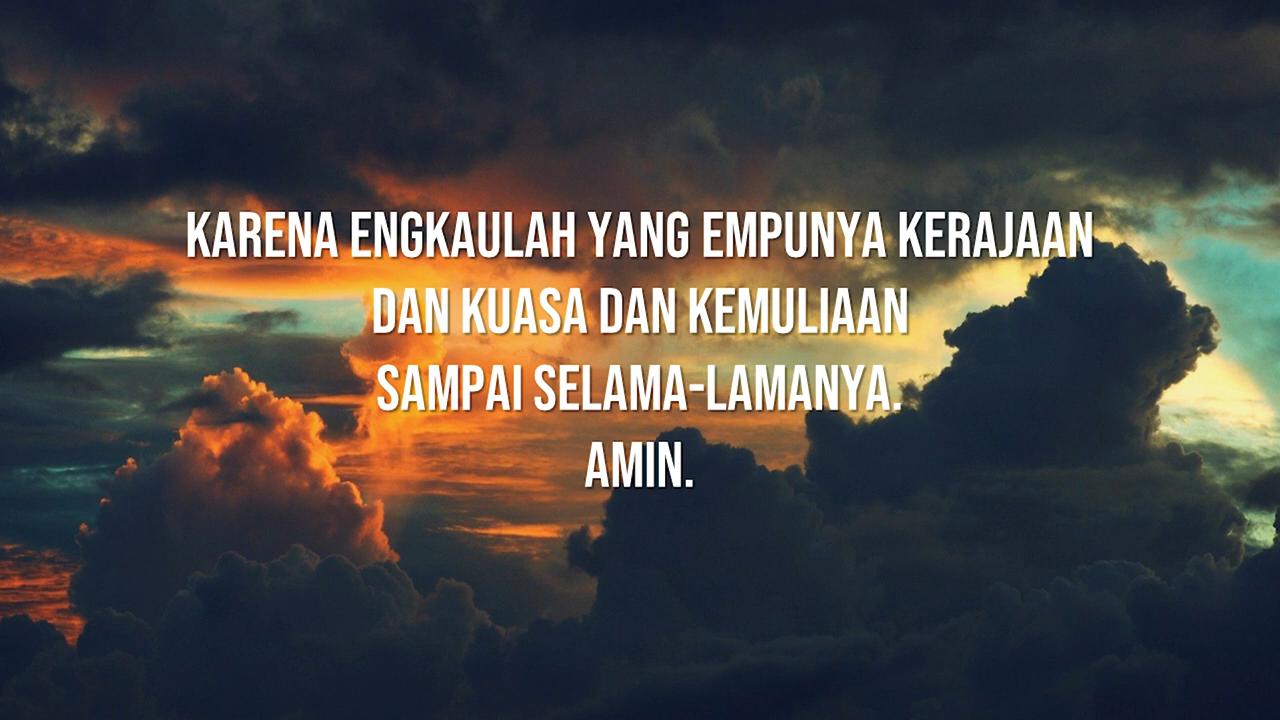 KARENA ENGKAULAH YANG EMPUNYA KERAJAAN
DAN KUASA DAN KEMULIAAN
SAMPAI SELAMA-LAMANYA.
AMIN.